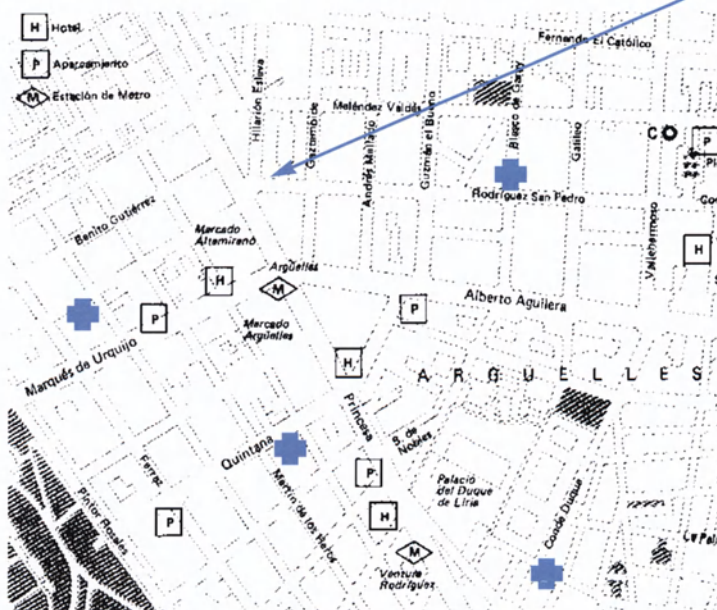 H Hotel
P Aparcamiento
M Estación de Metro
Fernando El Católico
Hilarión Eslava
Gaztambide
Meléndez Valdés
Andrés Mellado
Guzmán el Bueno
Blasco de Garay
Galileo
C
P
Rodríguez San Pedro
Vallehermoso
H
Benito Gutiérrez
Mercado
Altamirano
H
Argüelles
M
P
Mercado
Argüelles
P
Alberto Aguilera
Marqués de Urquijo
H
ARGUELLES
Princesa
S. de
Nobles
Quintana
Ferraz
Martín de los Heros
P
Palacio
del Duque
de Liria
Pintor Rosales
P
H
Conde Duque
M
Ventura
Rodríguez